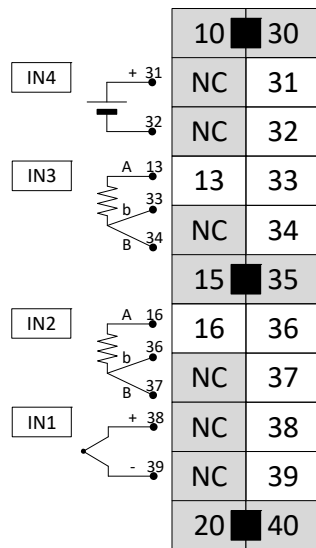 10 30
IN4 + 31 NC 31
32 NC 32
IN3 A 13 13 33
b 33
B 34 NC 34
15 35
IN2 A 16 16 36
b 36
B 37 NC 37
IN1 + 38 NC 38
- 39 NC 39
20 40